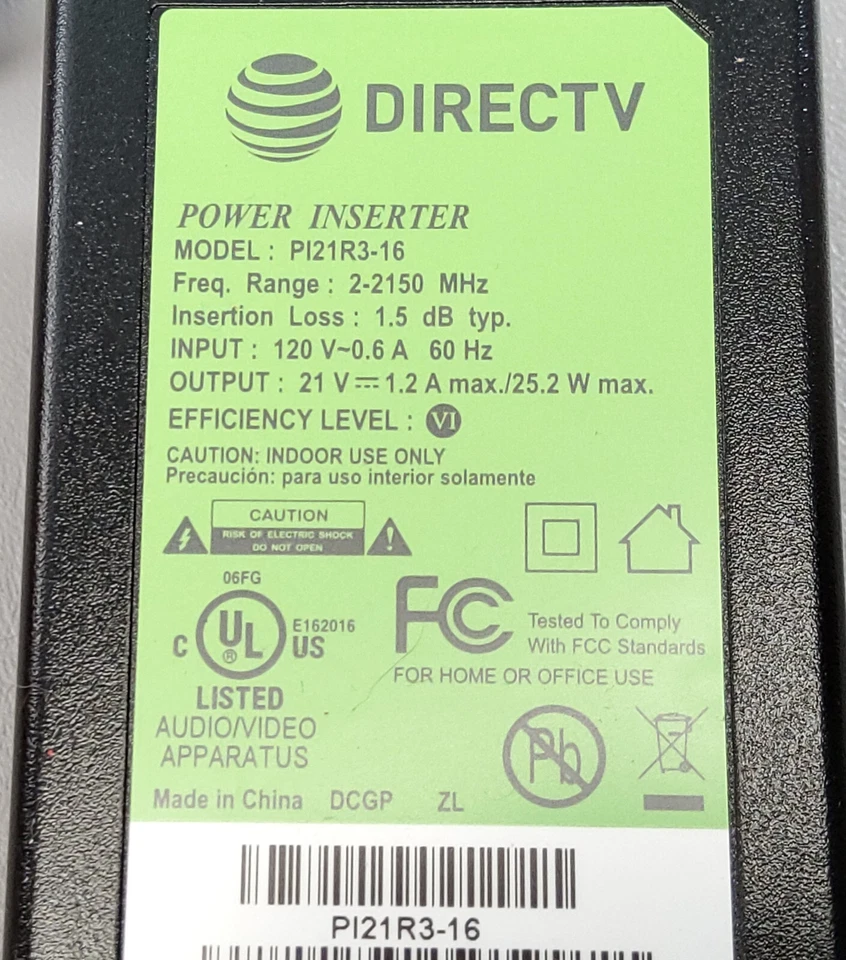 DIRECTV
POWER INSERTER
MODEL : PI21R3-16
Freq. Range : 2-2150 MHz
Insertion Loss : 1.5 dB typ.
INPUT : 120 V~0.6 A 60 Hz
OUTPUT : 21 V⎓1.2 A max./25.2 W max.
EFFICIENCY LEVEL : VI
CAUTION: INDOOR USE ONLY
Precaución: para uso interior solamente
CAUTION
RISK OF ELECTRIC SHOCK
DO NOT OPEN
06FG
C UL ® US
E162016
LISTED
AUDIO/VIDEO
APPARATUS
FC
Tested To Comply
With FCC Standards
FOR HOME OR OFFICE USE
Pb
Made in China DCGP ZL
PI21R3-16